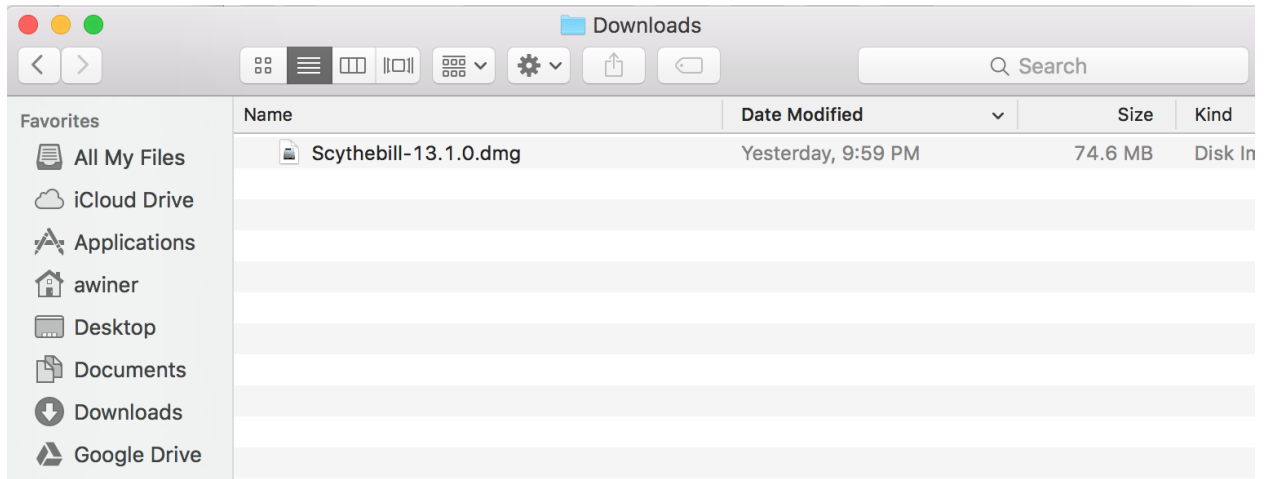 Downloads
Search
Favorites
All My Files
iCloud Drive
Applications
awiner
Desktop
Documents
Downloads
Google Drive
Name Date Modified Size Kind
Scythebill-13.1.0.dmg Yesterday, 9:59 PM 74.6 MB Disk In